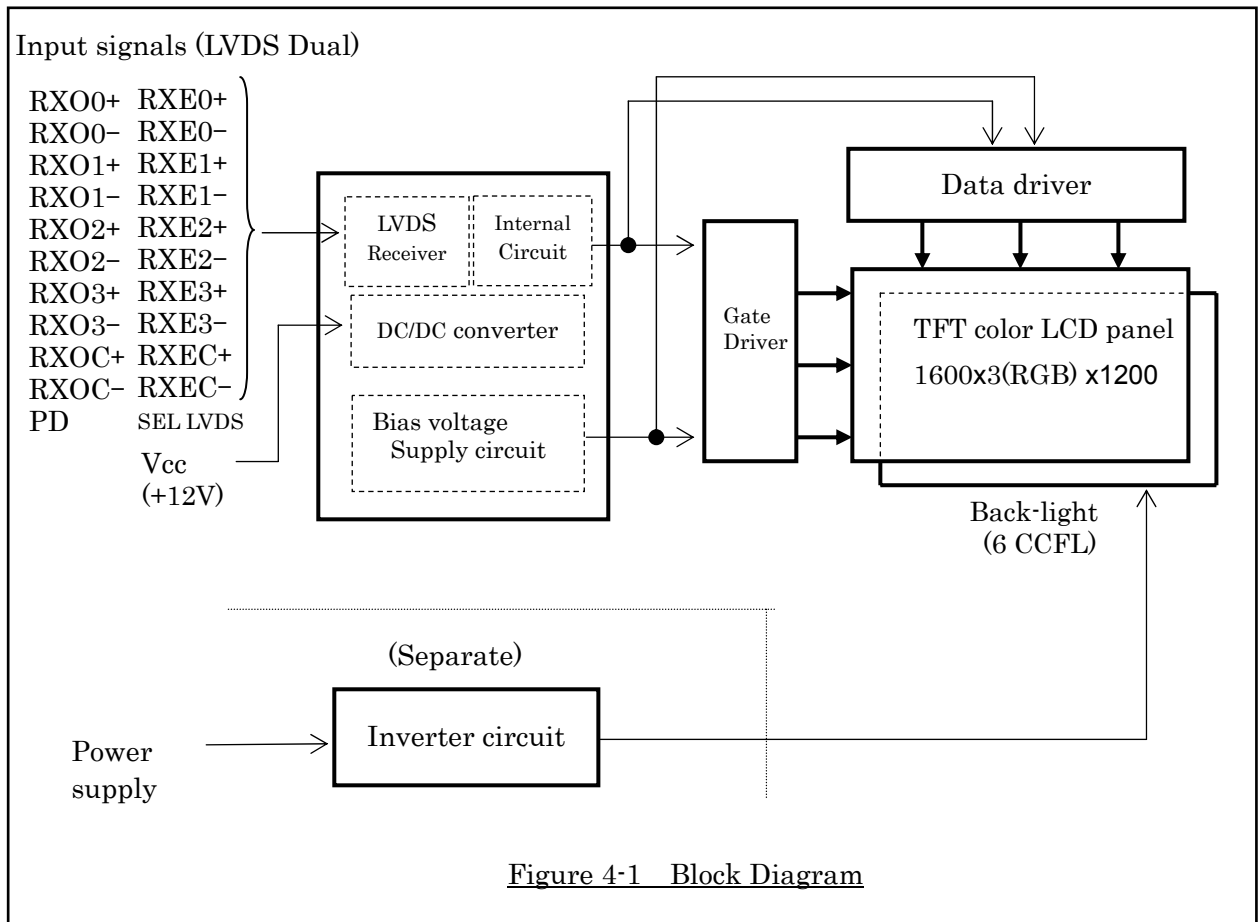 Input signals (LVDS Dual)
RXO0+ RXE0+
RXO0− RXE0−
RXO1+ RXE1+
RXO1− RXE1−
RXO2+ RXE2+
RXO2− RXE2−
RXO3+ RXE3+
RXO3− RXE3−
RXOC+ RXEC+
RXOC− RXEC−
PD SEL LVDS
Vcc
(+12V)
LVDS
Receiver
Internal
Circuit
DC/DC converter
Bias voltage
Supply circuit
Gate
Driver
Data driver
TFT color LCD panel
1600x3(RGB) x1200
Back-light
(6 CCFL)
(Separate)
Inverter circuit
Power
supply
Figure 4-1 Block Diagram